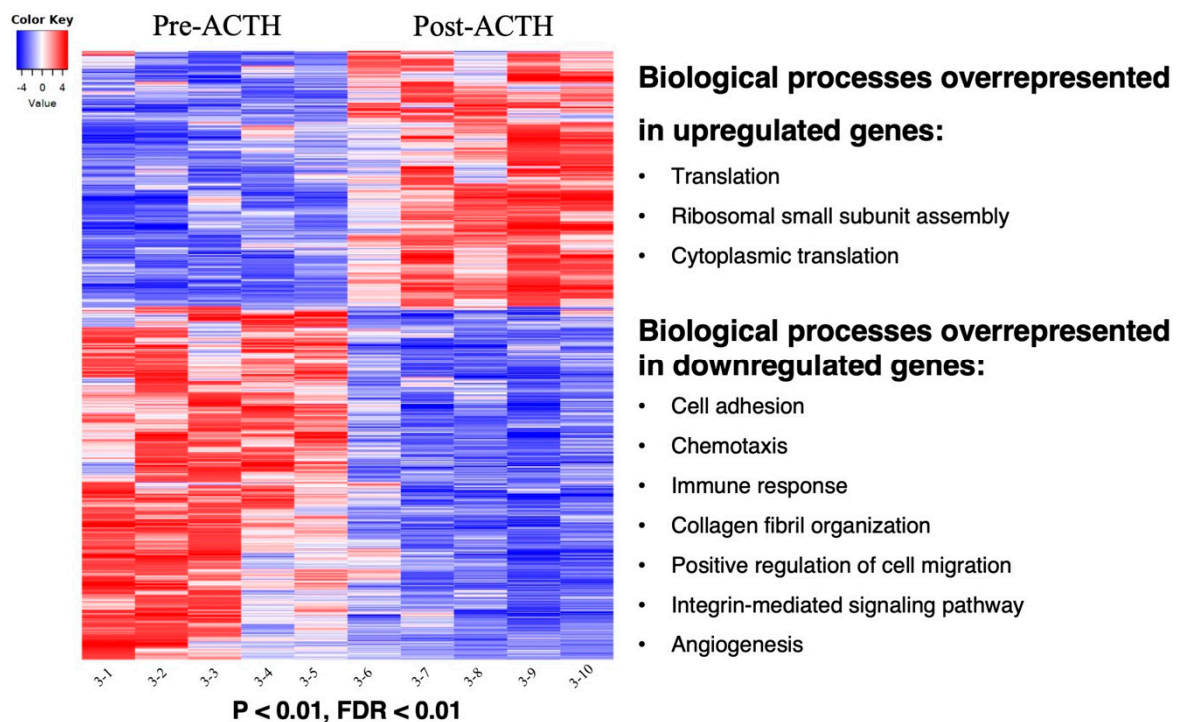 Color Key
-4 0 4
Value
Pre-ACTH
Post-ACTH
3-1 3-2 3-3 3-4 3-5 3-6 3-7 3-8 3-9 3-10
P < 0.01, FDR < 0.01
Biological processes overrepresented
in upregulated genes:
• Translation
• Ribosomal small subunit assembly
• Cytoplasmic translation
Biological processes overrepresented
in downregulated genes:
• Cell adhesion
• Chemotaxis
• Immune response
• Collagen fibril organization
• Positive regulation of cell migration
• Integrin-mediated signaling pathway
• Angiogenesis